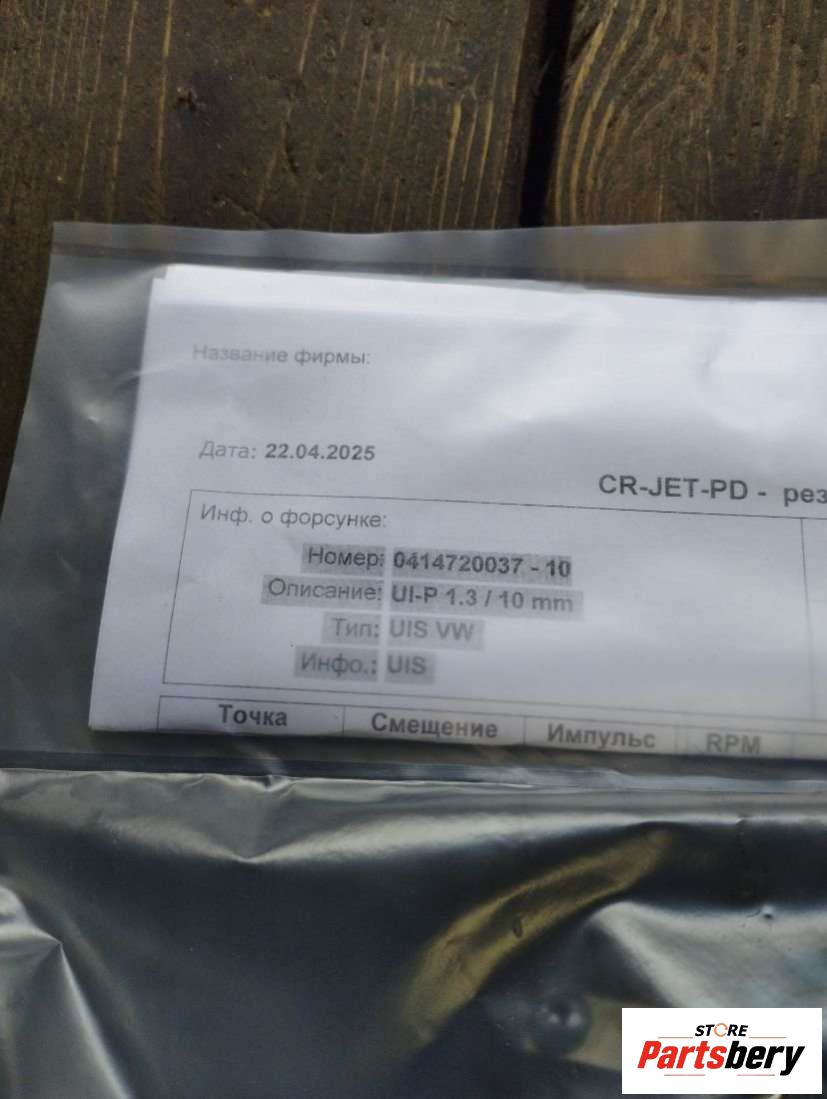 Название фирмы:
Дата: 22.04.2025
CR-JET-PD - рез
Инф. о форсунке:
Номер: 0414720037 - 10
Описание: UI-P 1.3 / 10 mm
Тип: UIS VW
Инфо.: UIS
Точка Смещение Импульс RPM
STORE
Partsbery